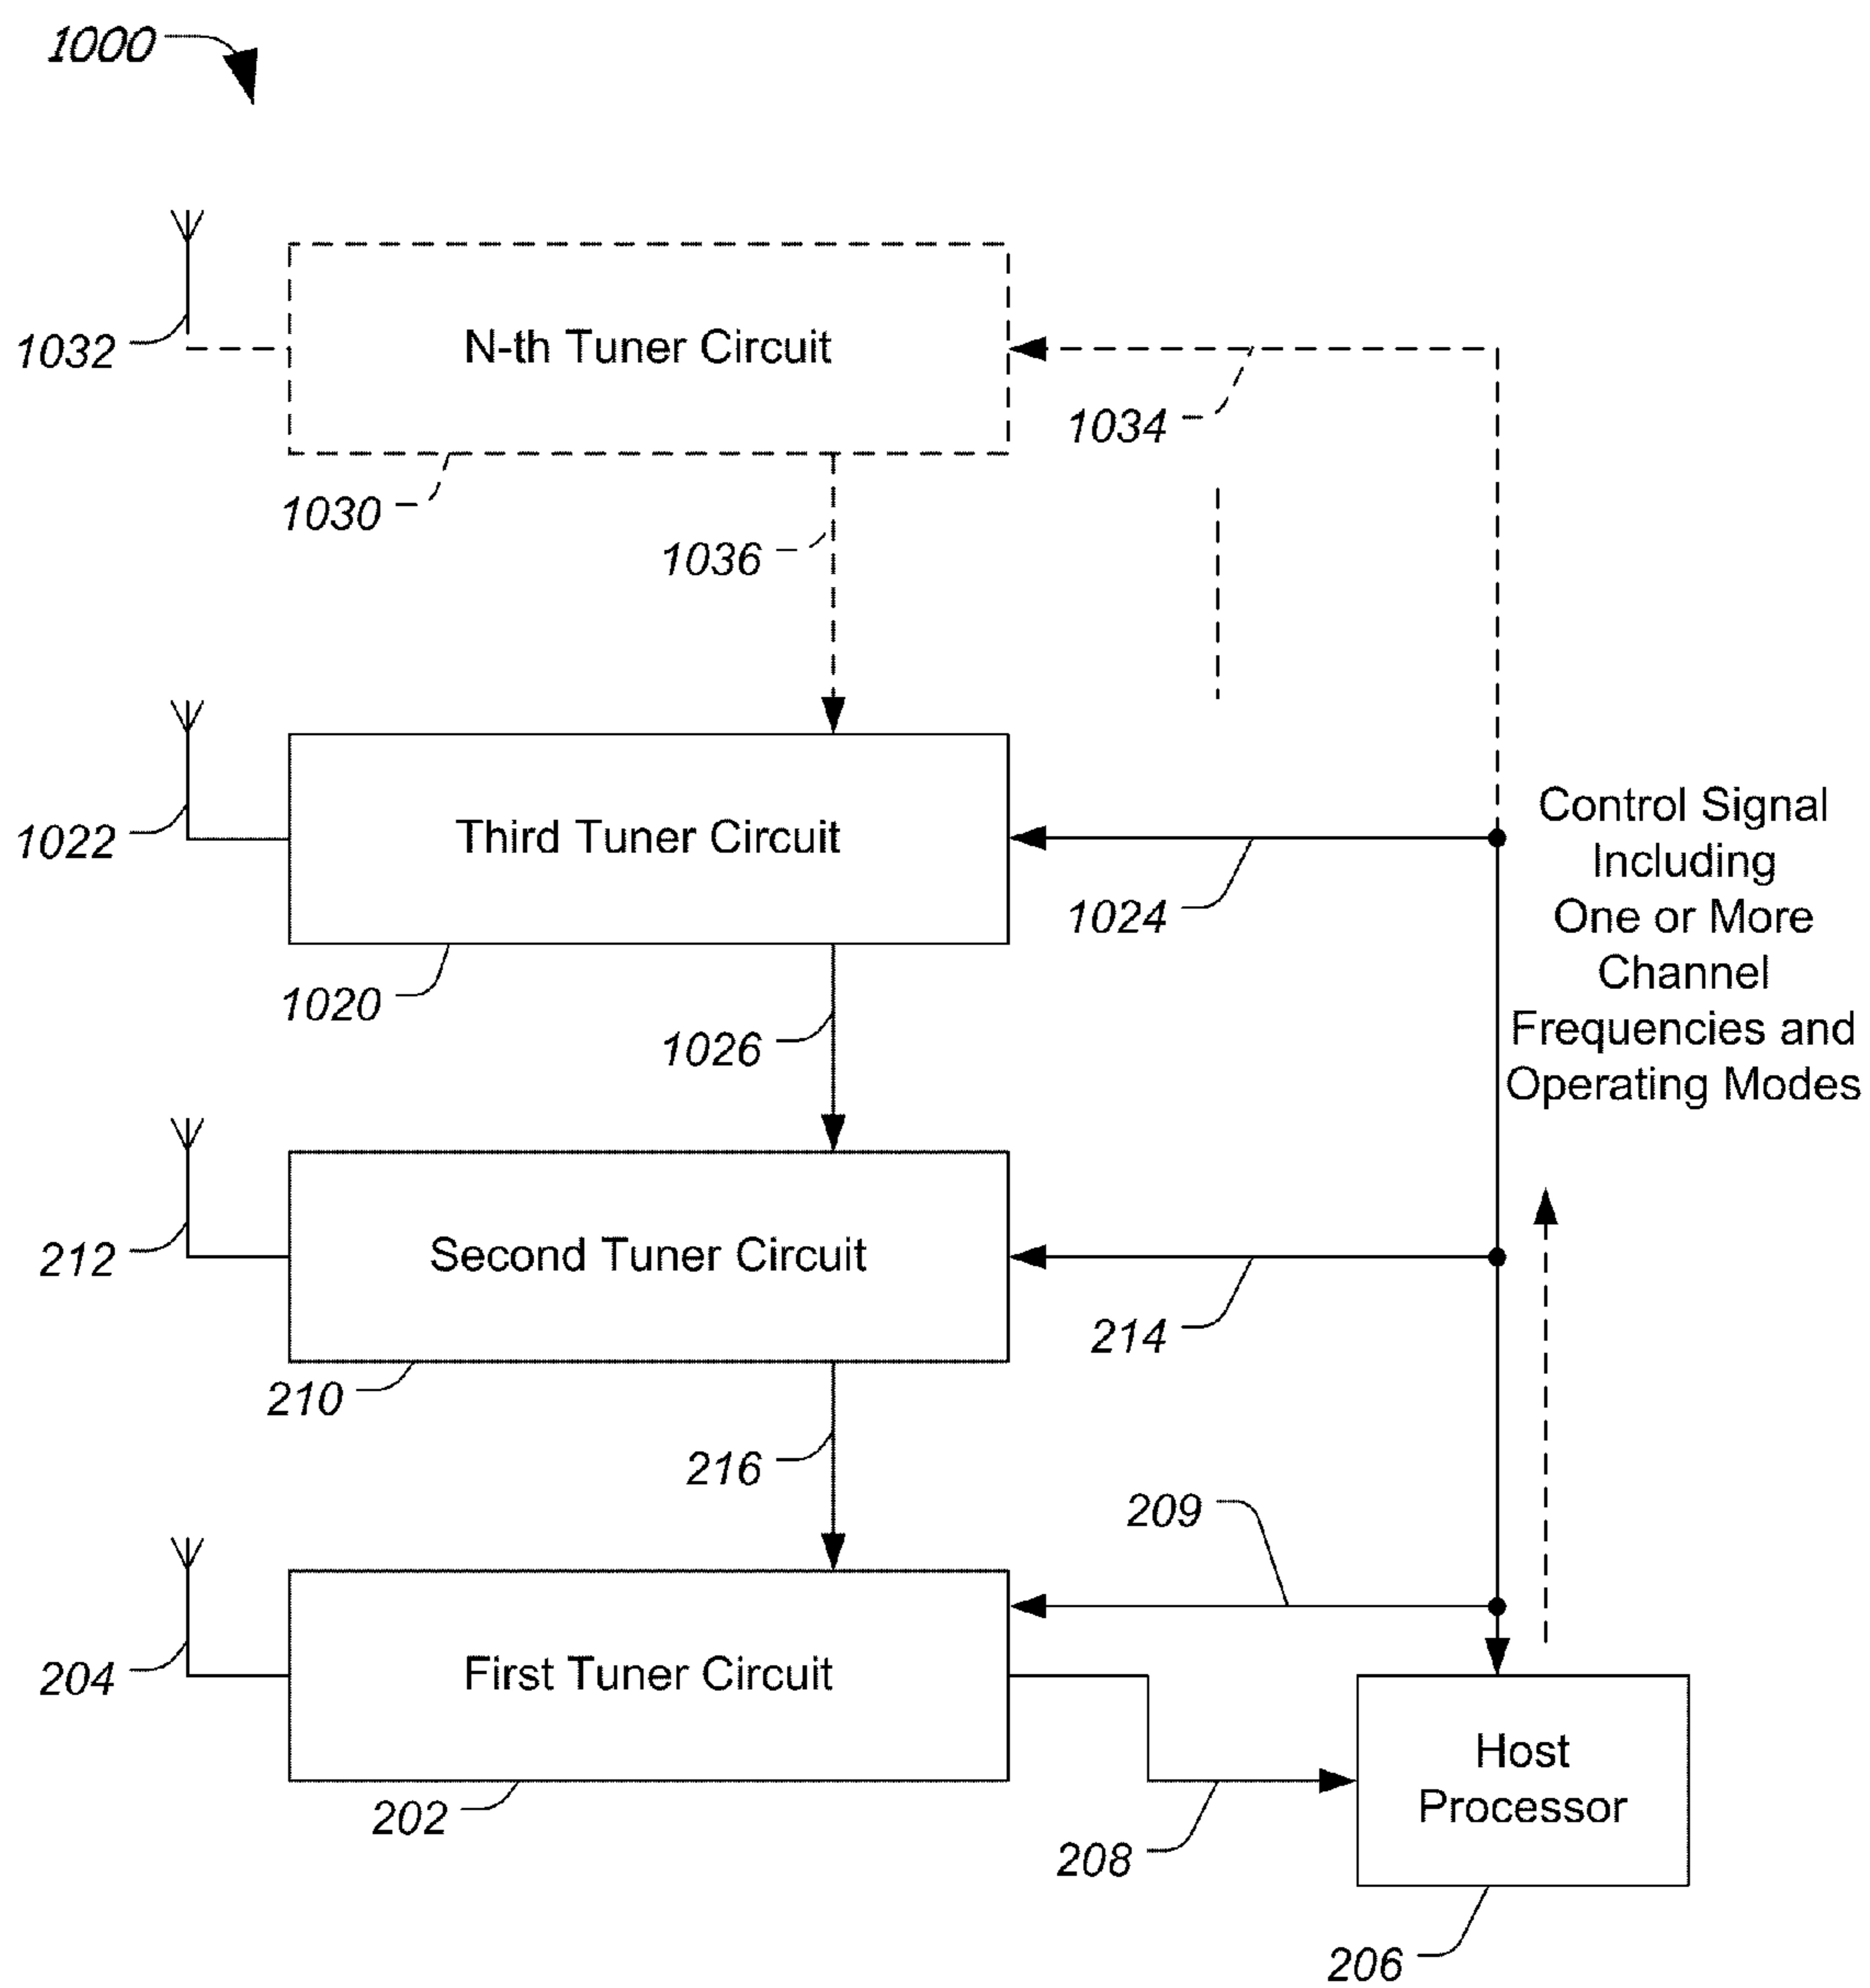 1000
1032
N-th Tuner Circuit
1034
1030
1036
1022
Third Tuner Circuit
1024
Control Signal
Including
One or More
Channel
Frequencies and
Operating Modes
1020
1026
212
Second Tuner Circuit
214
210
216
209
204
First Tuner Circuit
202
208
Host
Processor
206